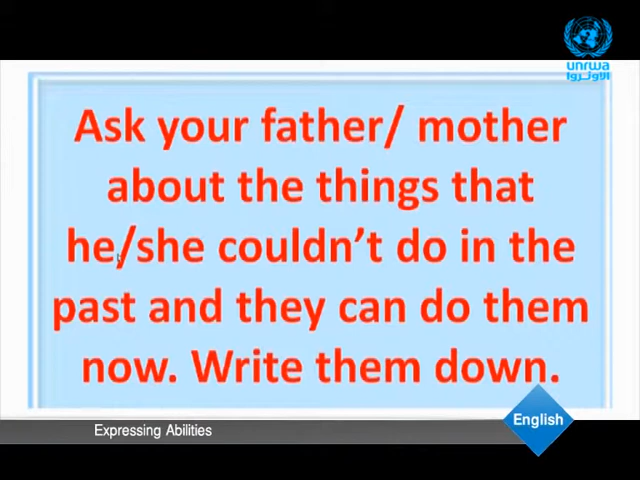 unrwa
الأونروا
Ask your father/ mother
about the things that
he/she couldn't do in the
past and they can do them
now. Write them down.
English
Expressing Abilities